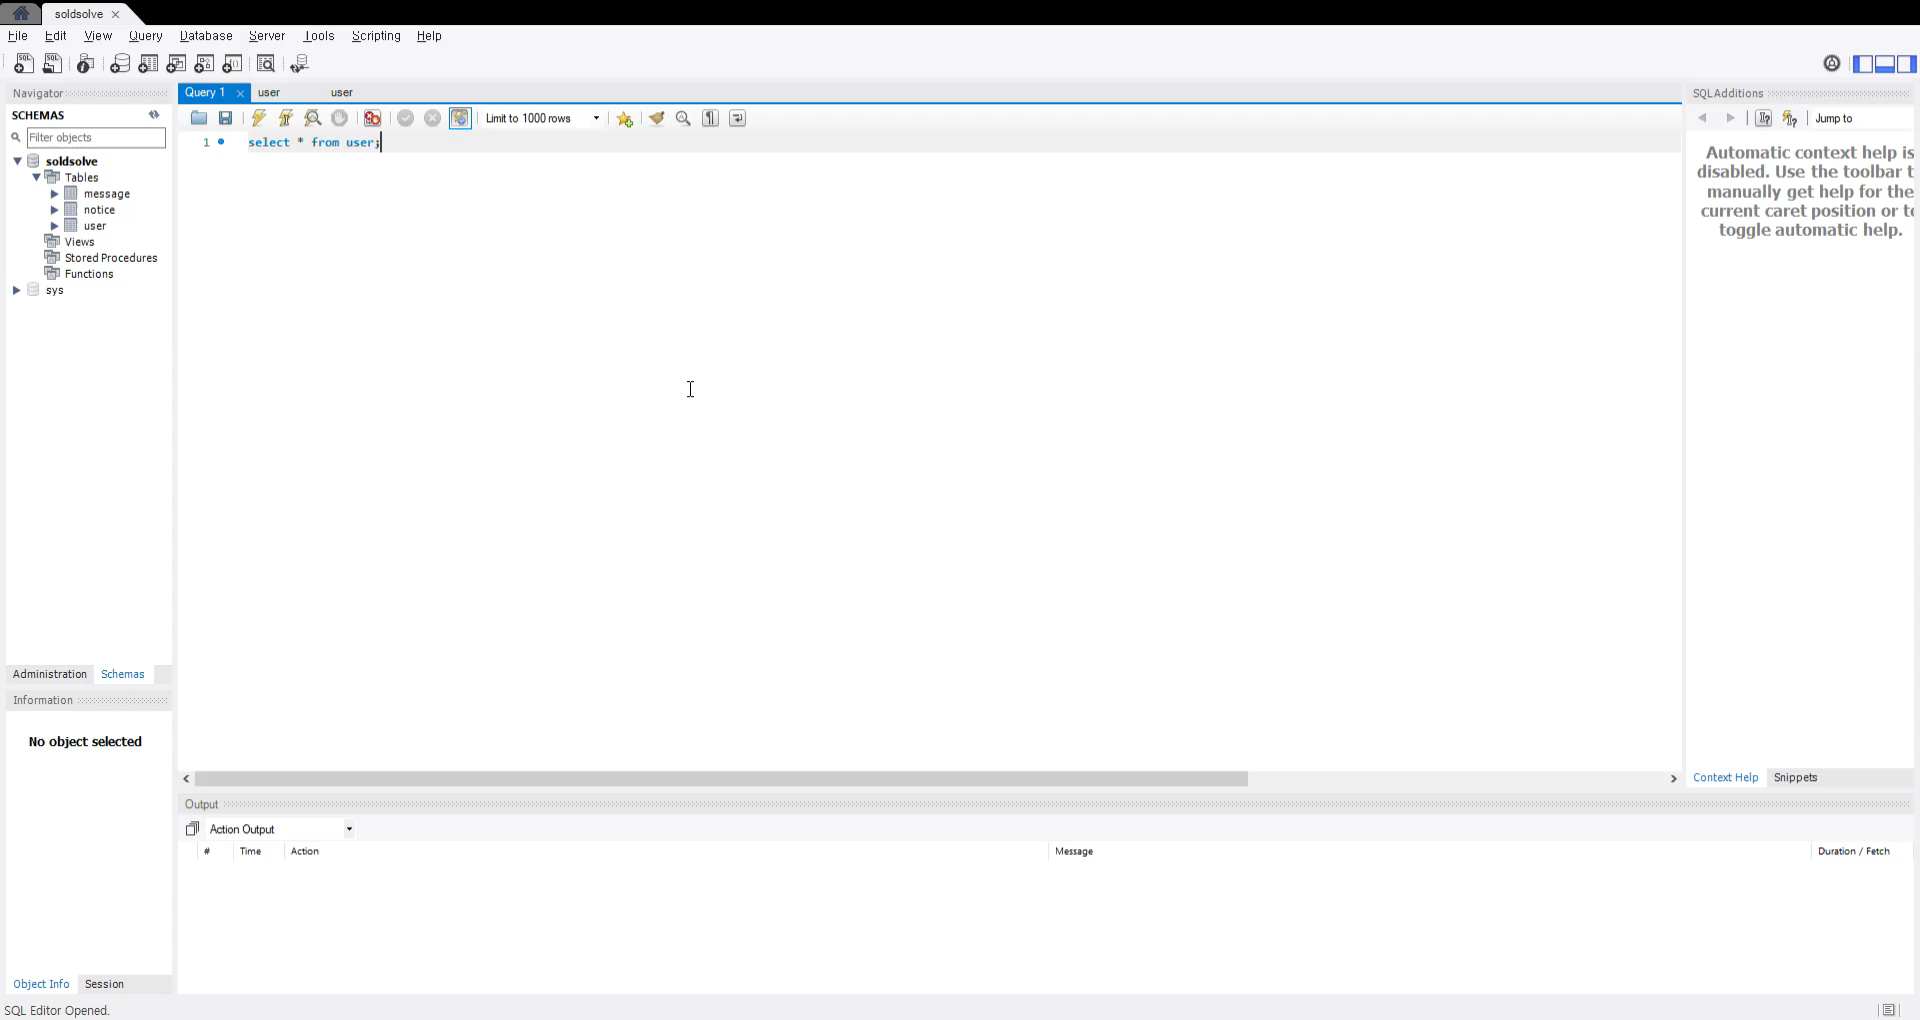 soldsolve
File Edit View Query Database Server Tools Scripting Help
Navigator
SCHEMAS
Filter objects
soldsolve
Tables
message
notice
user
Views
Stored Procedures
Functions
sys
Administration Schemas
Information
No object selected
Object Info Session
Query 1 user user
Limit to 1000 rows
1 select * from user;
Output
Action Output
# Time Action Message Duration / Fetch
SQLAdditions
Jump to
Automatic context help is
disabled. Use the toolbar t
manually get help for the
current caret position or to
toggle automatic help.
Context Help Snippets
SQL Editor Opened.